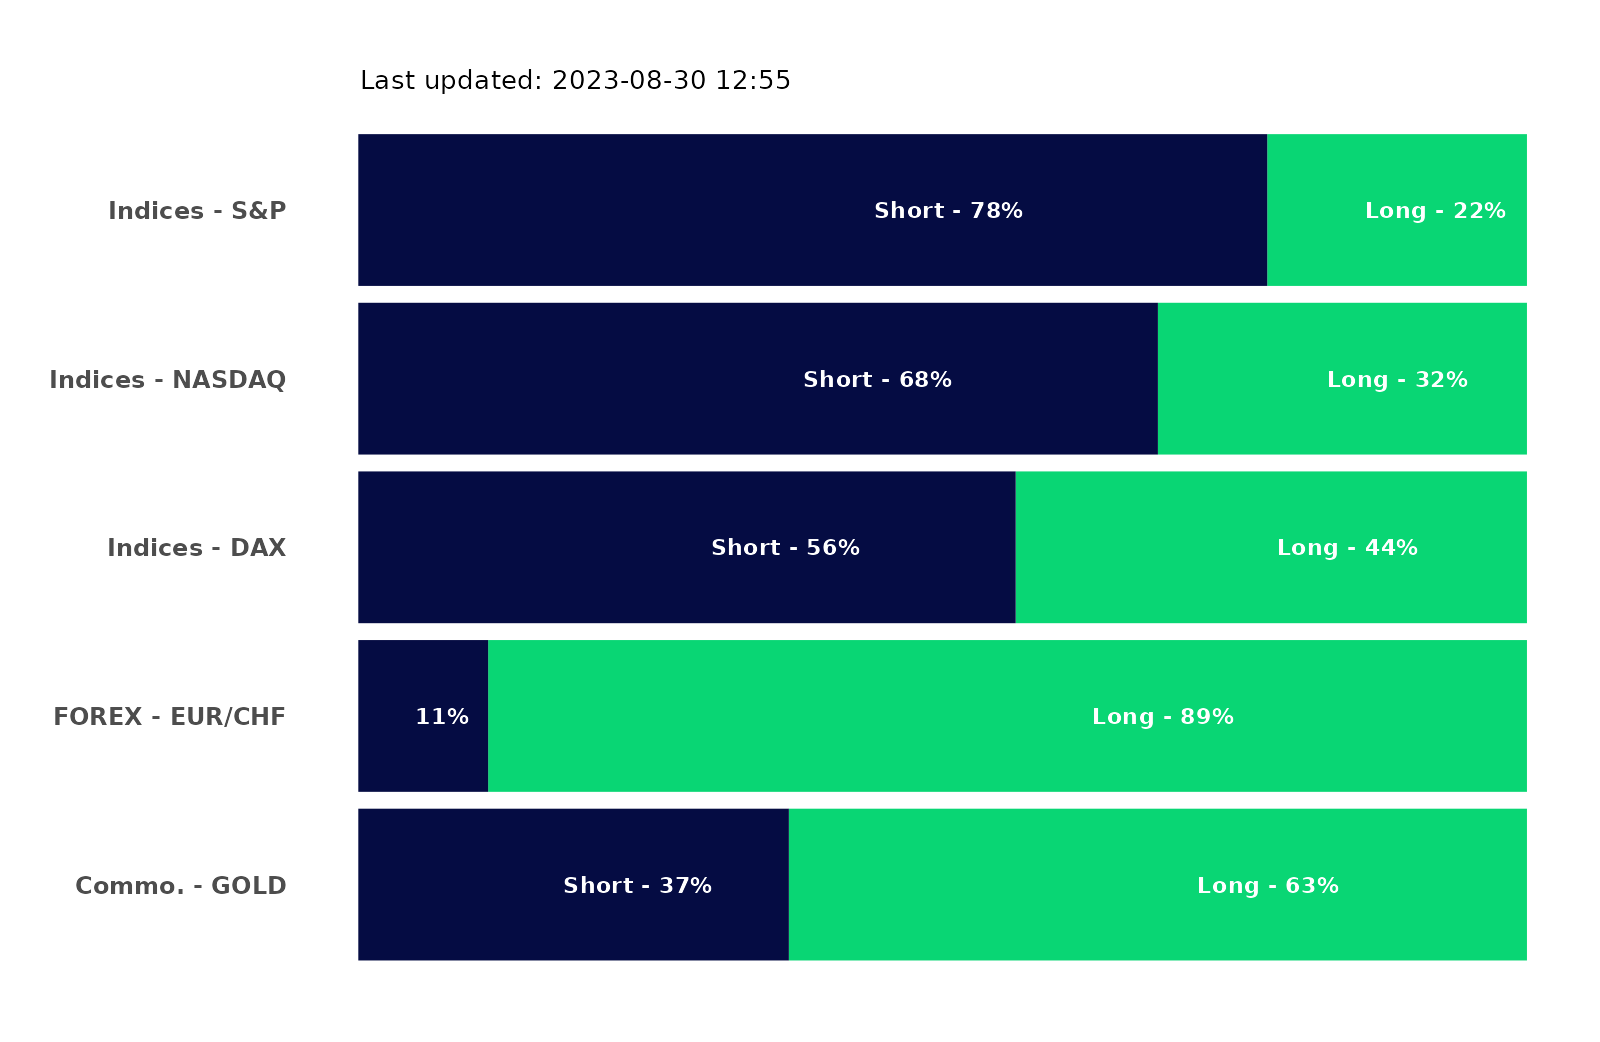 Last updated: 2023-08-30 12:55
Indices - S&P Short - 78% Long - 22%
Indices - NASDAQ Short - 68% Long - 32%
Indices - DAX Short - 56% Long - 44%
FOREX - EUR/CHF 11% Long - 89%
Commo. - GOLD Short - 37% Long - 63%